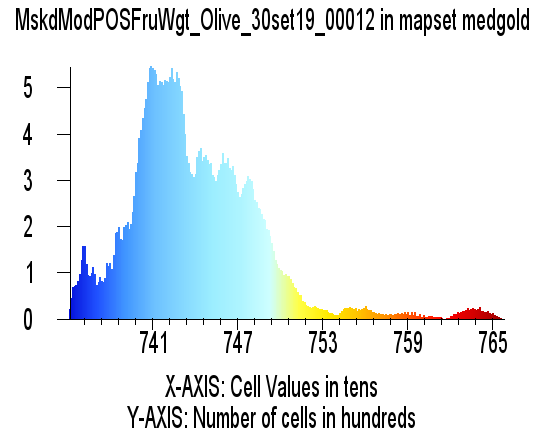 MskdModPOSFruWgt_Olive_30set19_00012 in mapset medgold
5
4
3
2
1
0
741 747 753 759 765
X-AXIS: Cell Values in tens
Y-AXIS: Number of cells in hundreds